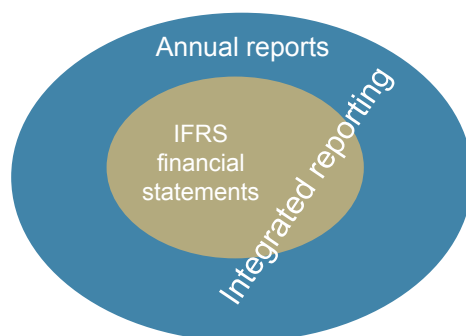 Annual reports
IFRS
financial
statements
Integrated reporting